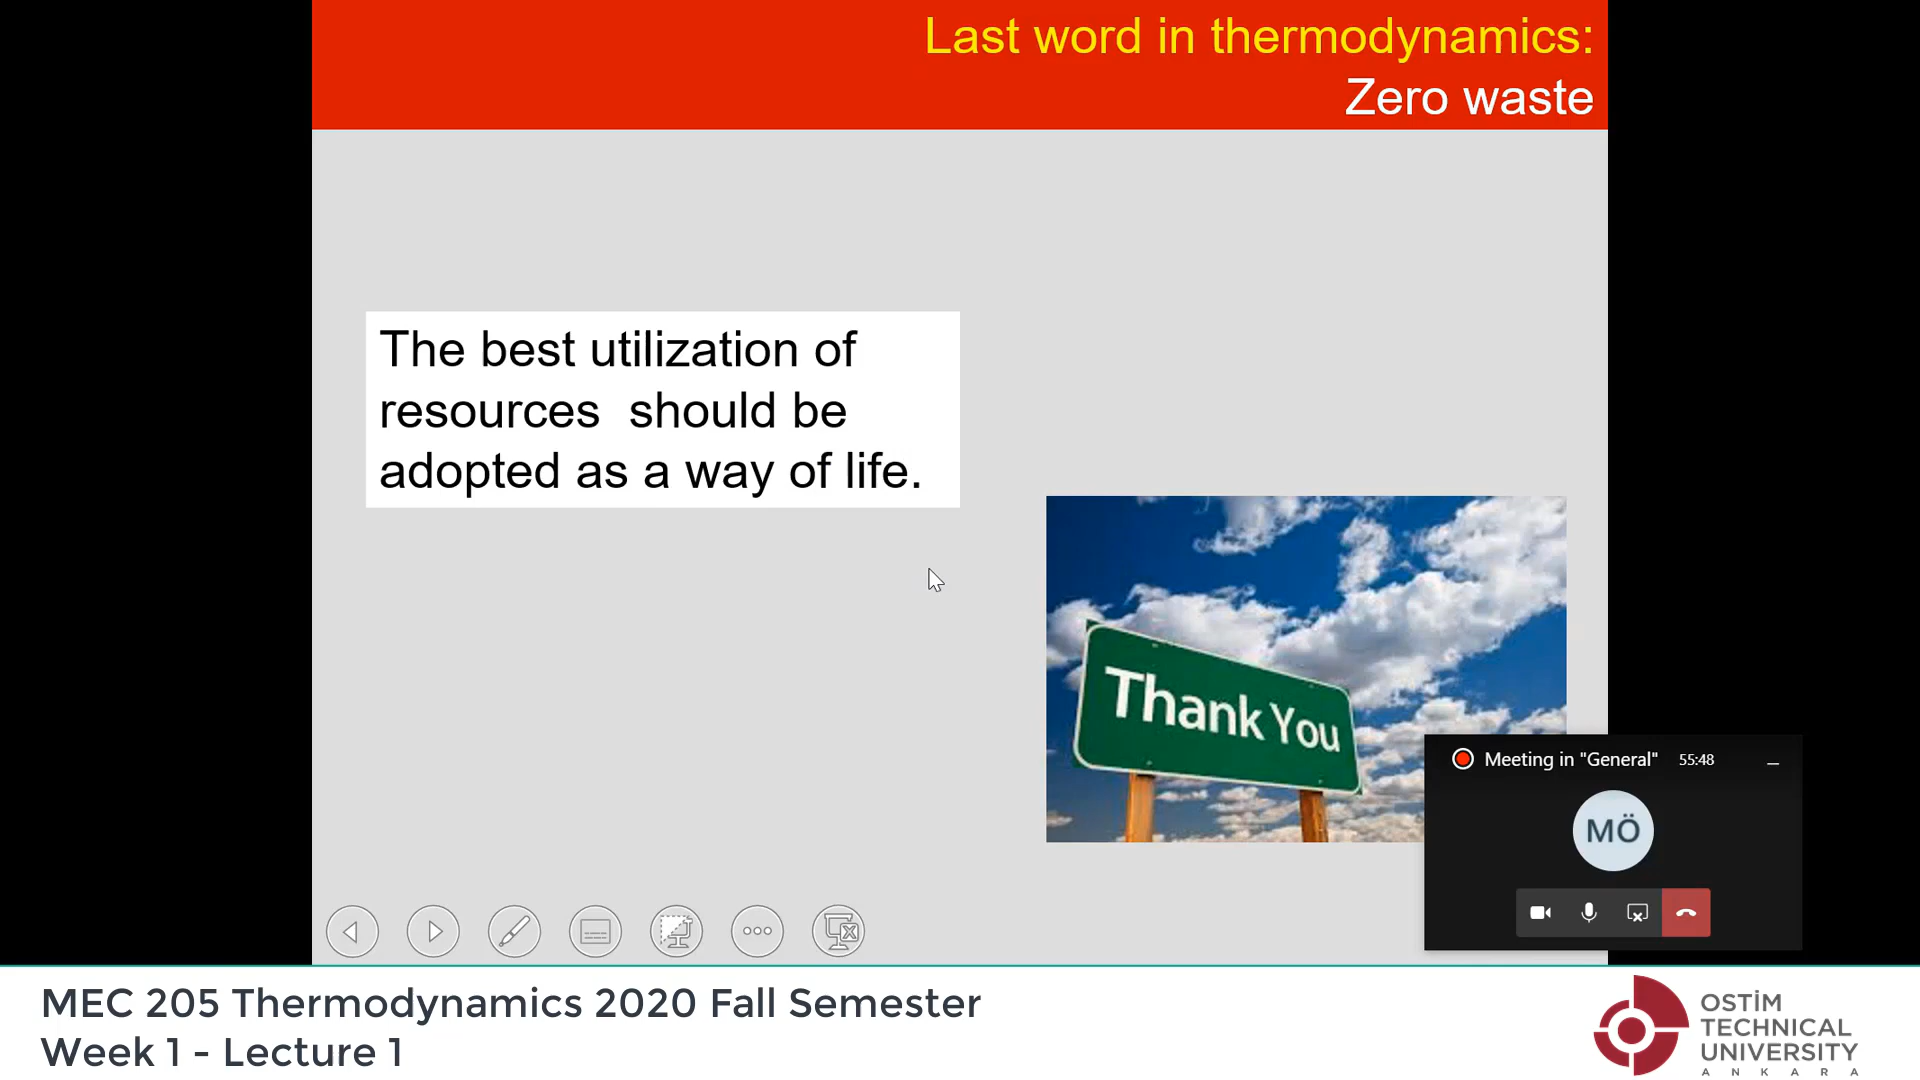 Last word in thermodynamics:
Zero waste
The best utilization of
resources should be
adopted as a way of life.
Thank You
Meeting in "General" 55:48
MÖ
MEC 205 Thermodynamics 2020 Fall Semester
Week 1 - Lecture 1
OSTİM
TECHNICAL
UNIVERSITY
ANKARA